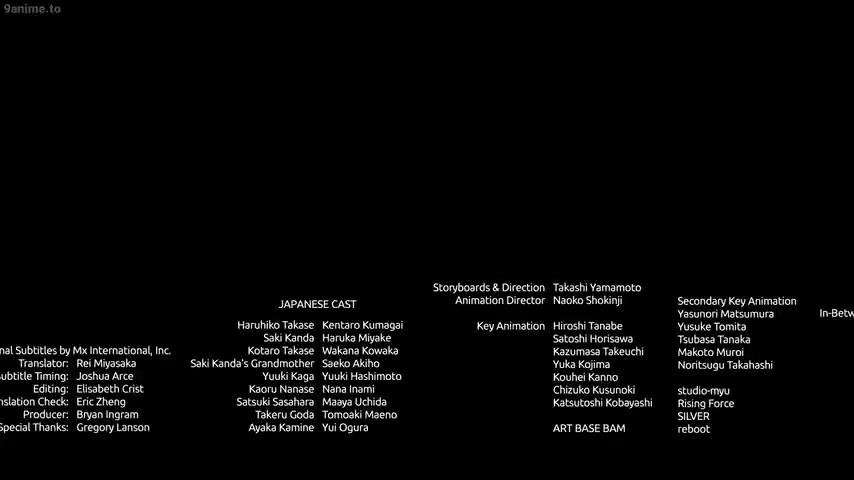 9anime.to
nal Subtitles by Mx International, Inc.
Translator: Rei Miyasaka
ubtitle Timing: Joshua Arce
Editing: Elisabeth Crist
nslation Check: Eric Zheng
Producer: Bryan Ingram
Special Thanks: Gregory Lanson
JAPANESE CAST
Haruhiko Takase Kentaro Kumagai
Saki Kanda Haruka Miyake
Kotaro Takase Wakana Kowaka
Saki Kanda's Grandmother Saeko Akiho
Yuuki Kaga Yuuki Hashimoto
Kaoru Nanase Nana Inami
Satsuki Sasahara Maaya Uchida
Takeru Goda Tomoaki Maeno
Ayaka Kamine Yui Ogura
Storyboards & Direction Takashi Yamamoto
Animation Director Naoko Shokinji
Key Animation Hiroshi Tanabe
Satoshi Horisawa
Kazumasa Takeuchi
Yuka Kojima
Kouhei Kanno
Chizuko Kusunoki
Katsutoshi Kobayashi
ART BASE BAM
Secondary Key Animation
Yasunori Matsumura
Yusuke Tomita
Tsubasa Tanaka
Makoto Muroi
Noritsugu Takahashi
studio-myu
Rising Force
SILVER
reboot
In-Betw